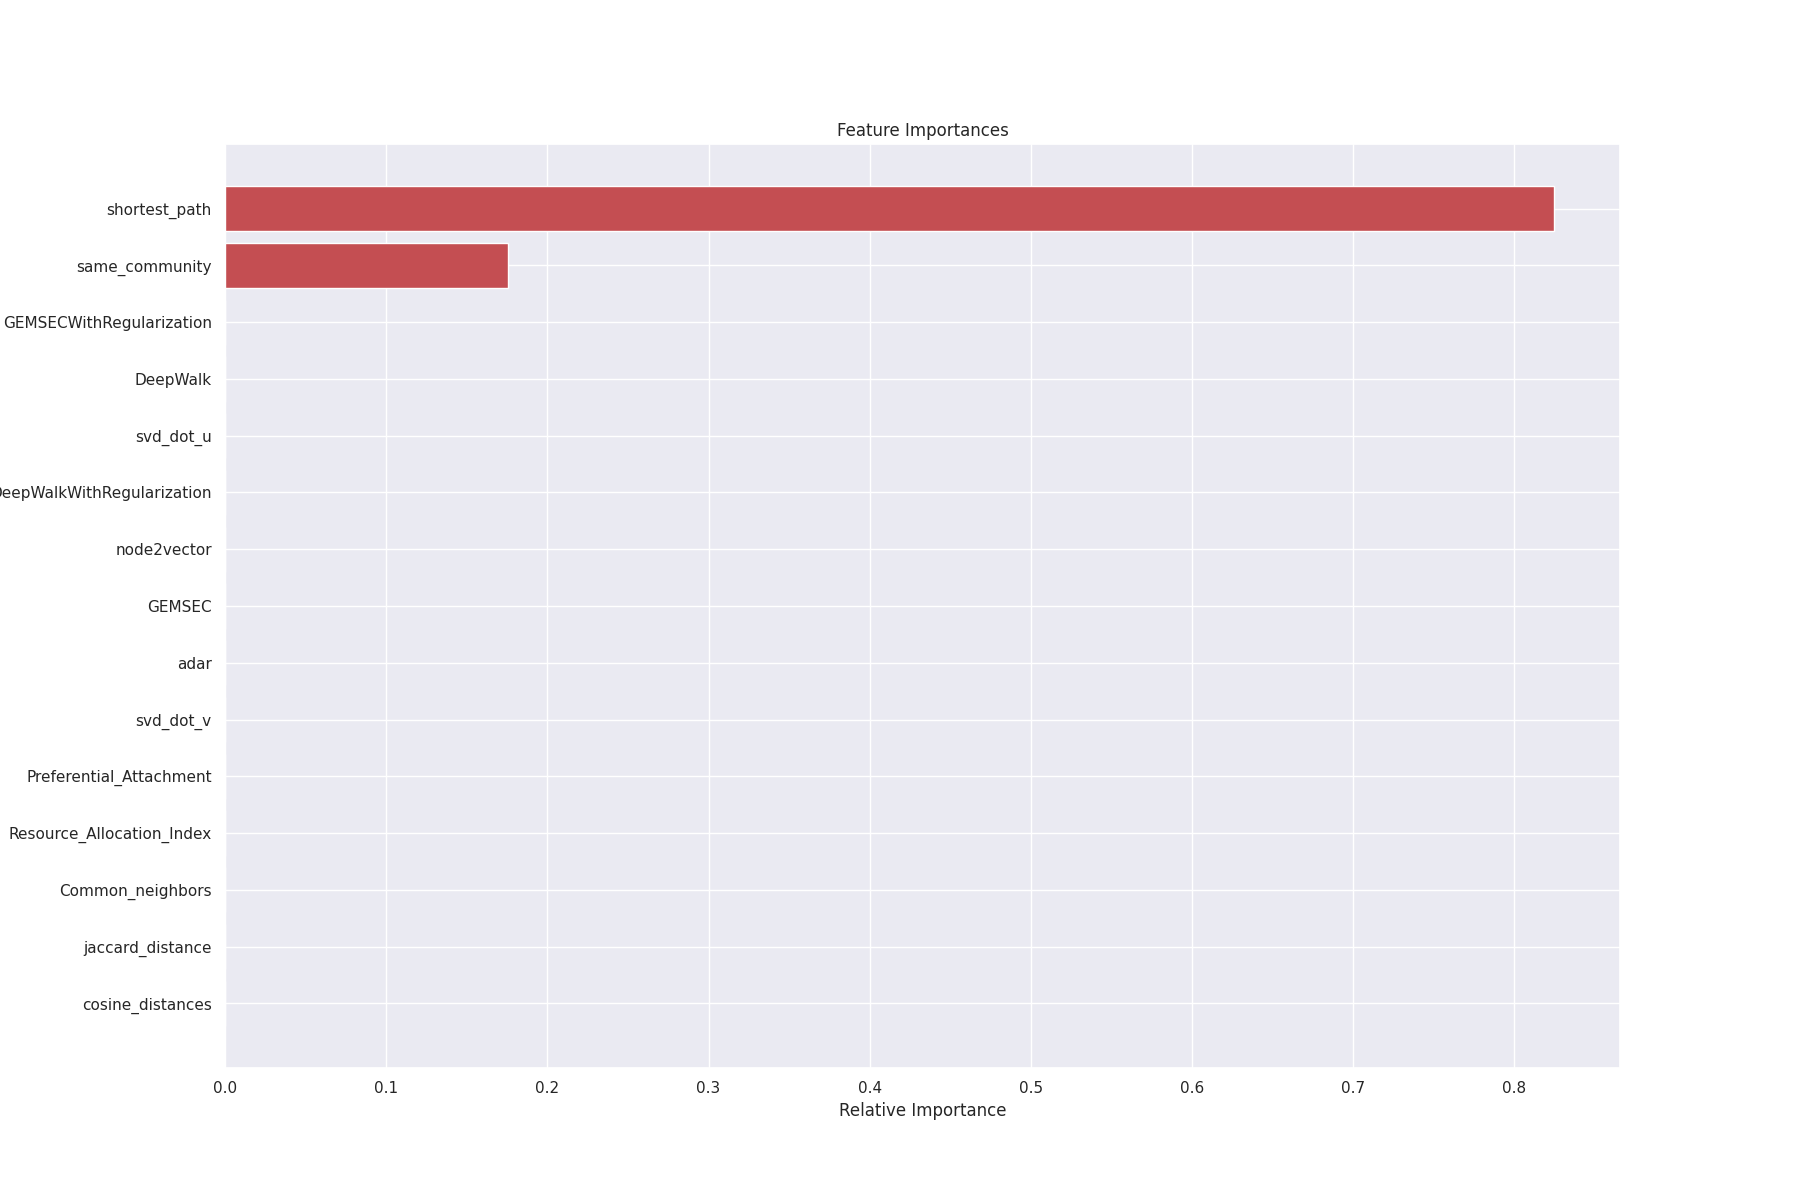 Feature Importances
shortest_path
same_community
GEMSECWithRegularization
DeepWalk
svd_dot_u
eepWalkWithRegularization
node2vector
GEMSEC
adar
svd_dot_v
Preferential_Attachment
Resource_Allocation_Index
Common_neighbors
jaccard_distance
cosine_distances
0.0 0.1 0.2 0.3 0.4 0.5 0.6 0.7 0.8
Relative Importance